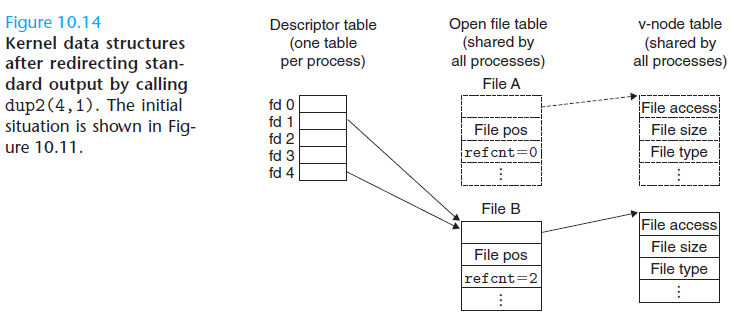 Figure 10.14
Kernel data structures
after redirecting stan-
dard output by calling
dup2(4,1). The initial
situation is shown in Fig-
ure 10.11.
Descriptor table
(one table
per process)
Open file table
(shared by
all processes)
v-node table
(shared by
all processes)
fd 0
fd 1
fd 2
fd 3
fd 4
File A
File pos
refcnt=0
⋮
File access
File size
File type
⋮
File B
File pos
refcnt=2
⋮
File access
File size
File type
⋮